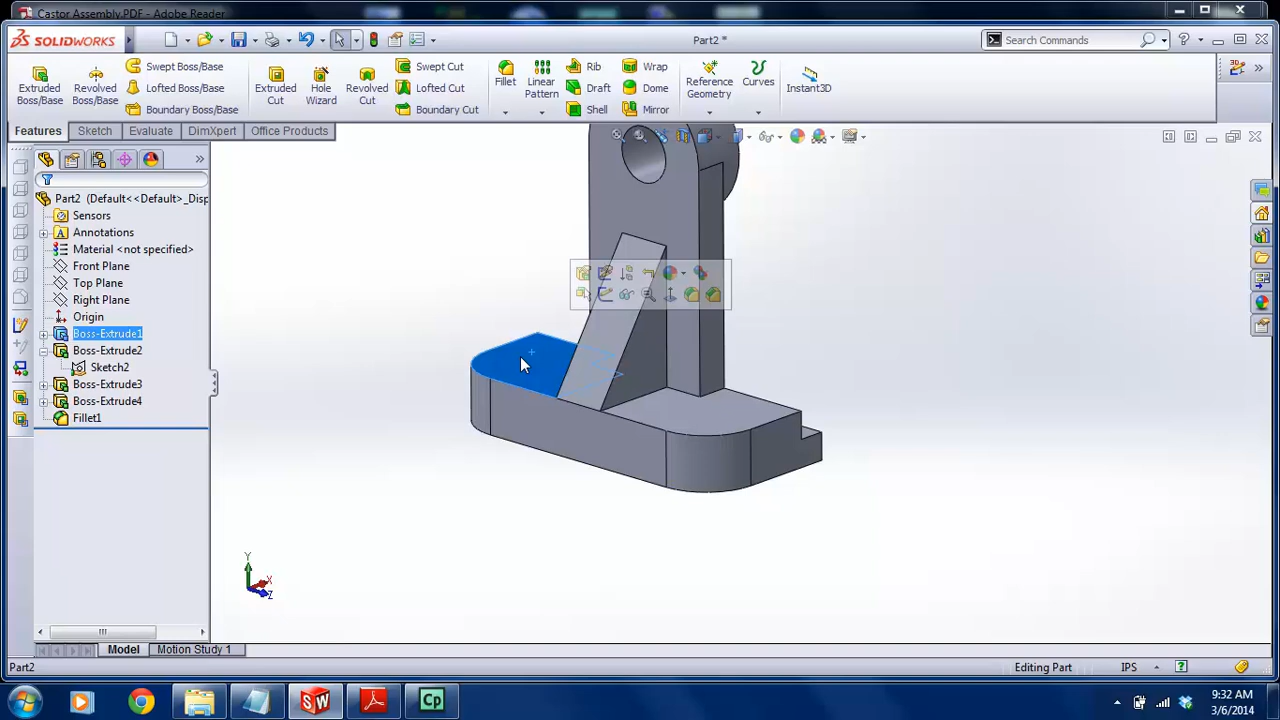 Castor Assembly.PDF - Adobe Reader
SOLIDWORKS
Part2 *
Search Commands
Extruded Boss/Base
Revolved Boss/Base
Swept Boss/Base
Lofted Boss/Base
Boundary Boss/Base
Extruded Cut
Hole Wizard
Revolved Cut
Swept Cut
Lofted Cut
Boundary Cut
Fillet
Linear Pattern
Rib
Draft
Shell
Wrap
Dome
Mirror
Reference Geometry
Curves
Instant3D
Features
Sketch
Evaluate
DimXpert
Office Products
Part2 (Default<<Default>_Disp
Sensors
Annotations
Material <not specified>
Front Plane
Top Plane
Right Plane
Origin
Boss-Extrude1
Boss-Extrude2
Sketch2
Boss-Extrude3
Boss-Extrude4
Fillet1
Y
X
Z
Model
Motion Study 1
Part2
Editing Part
IPS
9:32 AM
3/6/2014
SW
Cp